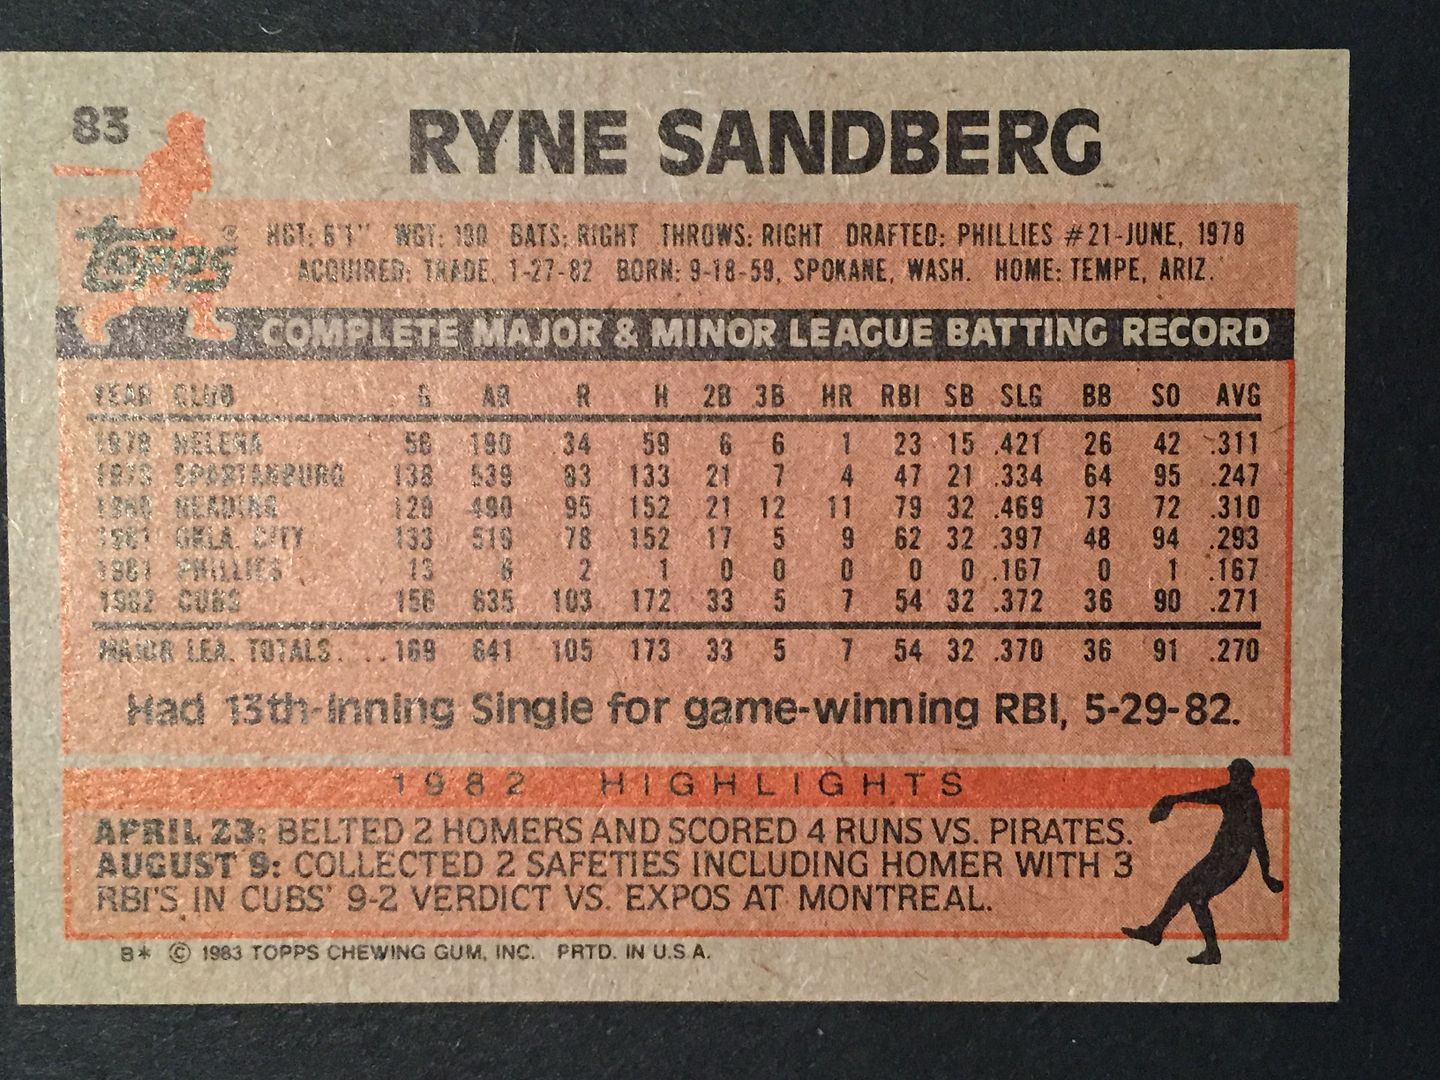 83
RYNE SANDBERG
topps ®
HGT: 6'1" WGT: 190 BATS: RIGHT THROWS: RIGHT DRAFTED: PHILLIES #21-JUNE, 1978
ACQUIRED: TRADE, 1-27-82 BORN: 9-18-59, SPOKANE, WASH. HOME: TEMPE, ARIZ.
COMPLETE MAJOR & MINOR LEAGUE BATTING RECORD
YEAR CLUB G AB R H 2B 3B HR RBI SB SLG BB SO AVG
1978 HELENA 56 190 34 59 6 6 1 23 15 .421 26 42 .311
1979 SPARTANBURG 138 539 83 133 21 7 4 47 21 .334 64 95 .247
1980 READING 129 490 95 152 21 12 11 79 32 .469 73 72 .310
1981 OKLA. CITY 133 519 78 152 17 5 9 62 32 .397 48 94 .293
1981 PHILLIES 13 6 2 1 0 0 0 0 0 .167 0 1 .167
1982 CUBS 156 635 103 172 33 5 7 54 32 .372 36 90 .271
MAJOR LEA. TOTALS.... 169 641 105 173 33 5 7 54 32 .370 36 91 .270
Had 13th-inning Single for game-winning RBI, 5-29-82.
1982 HIGHLIGHTS
APRIL 23: BELTED 2 HOMERS AND SCORED 4 RUNS VS. PIRATES.
AUGUST 9: COLLECTED 2 SAFETIES INCLUDING HOMER WITH 3
RBI'S IN CUBS' 9-2 VERDICT VS. EXPOS AT MONTREAL.
B* © 1983 TOPPS CHEWING GUM, INC. PRTD. IN U.S.A.